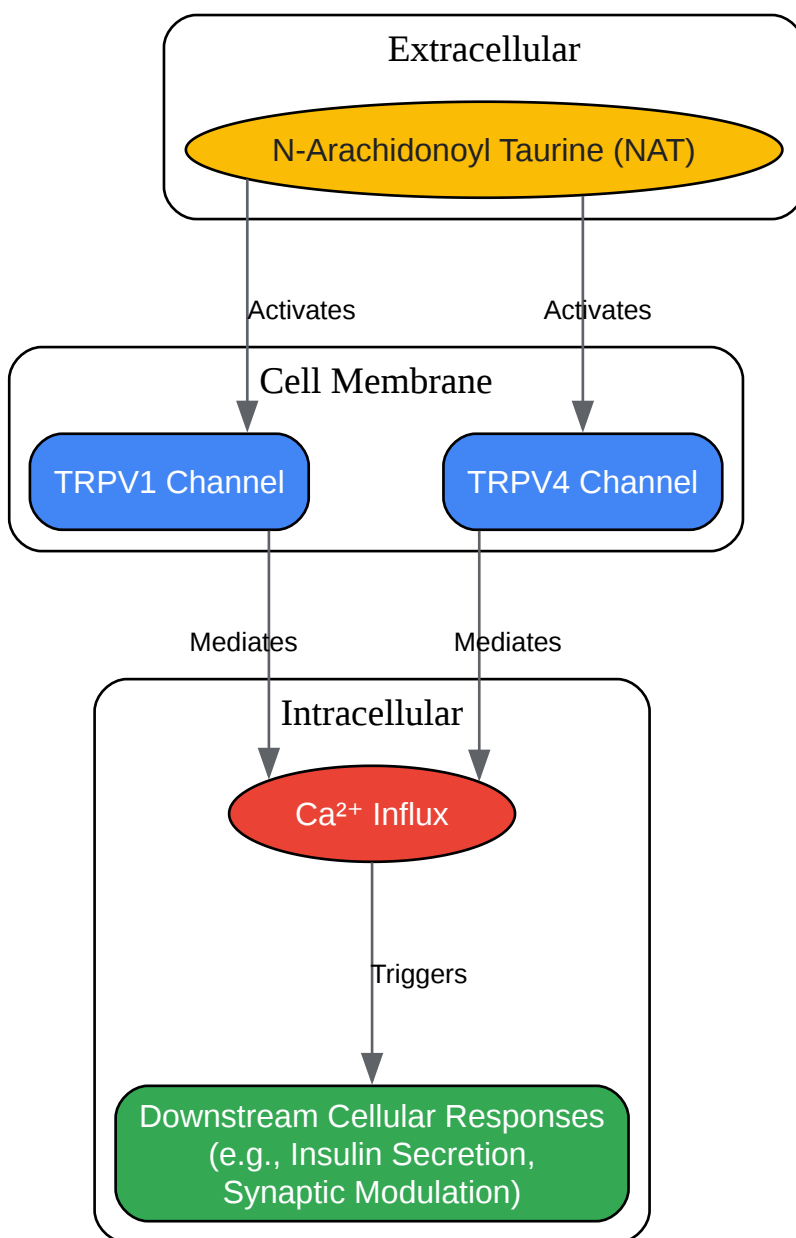 Extracellular
N-Arachidonoyl Taurine (NAT)
Activates
Activates
Cell Membrane
TRPV1 Channel
TRPV4 Channel
Mediates
Mediates
Intracellular
Ca²⁺ Influx
Triggers
Downstream Cellular Responses
(e.g., Insulin Secretion,
Synaptic Modulation)